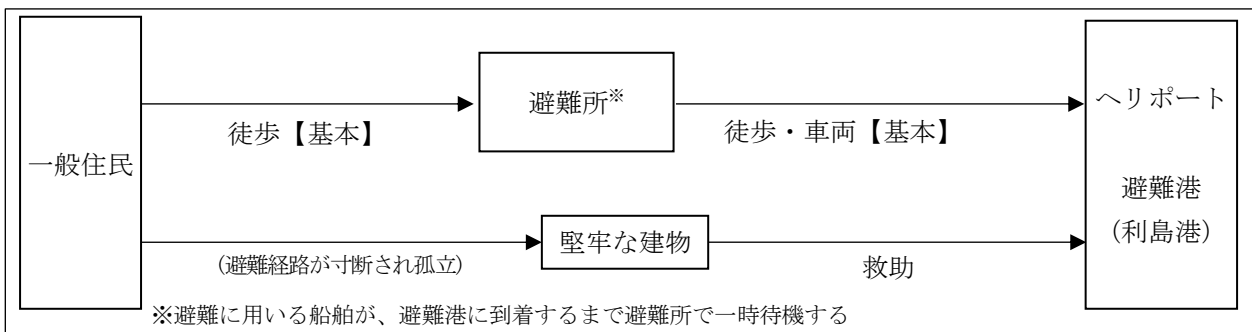 一般住民
徒歩【基本】
避難所※
徒歩・車両【基本】
ヘリポート
避難港
(利島港)
(避難経路が寸断され孤立)
堅牢な建物
救助
※避難に用いる船舶が、避難港に到着するまで避難所で一時待機する